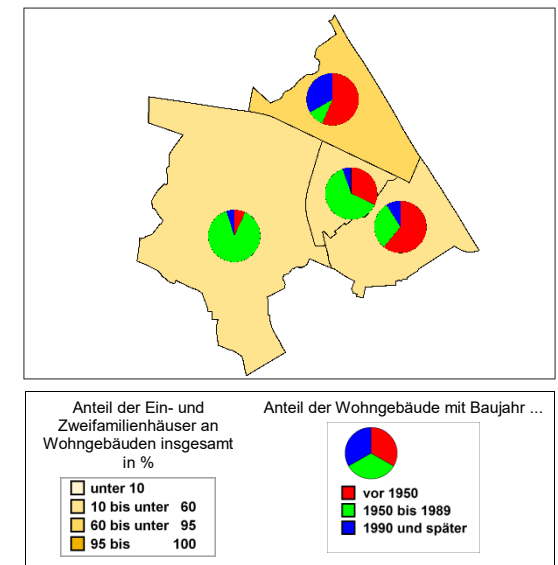 Anteil der Ein- und
Zweifamilienhäuser an
Wohngebäuden insgesamt
in %
unter 10
10 bis unter 60
60 bis unter 95
95 bis 100
Anteil der Wohngebäude mit Baujahr ...
vor 1950
1950 bis 1989
1990 und später